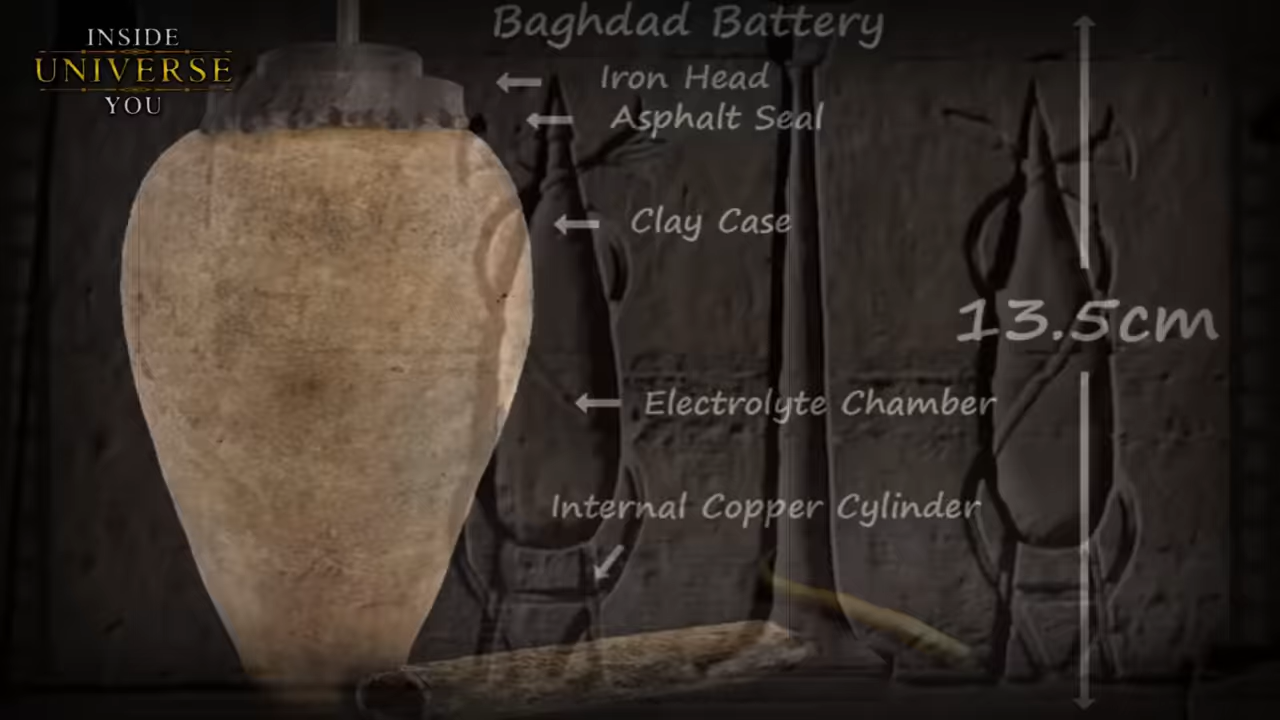 INSIDE
UNIVERSE
YOU
Baghdad Battery
Iron Head
Asphalt Seal
Clay Case
13.5cm
Electrolyte Chamber
Internal Copper Cylinder